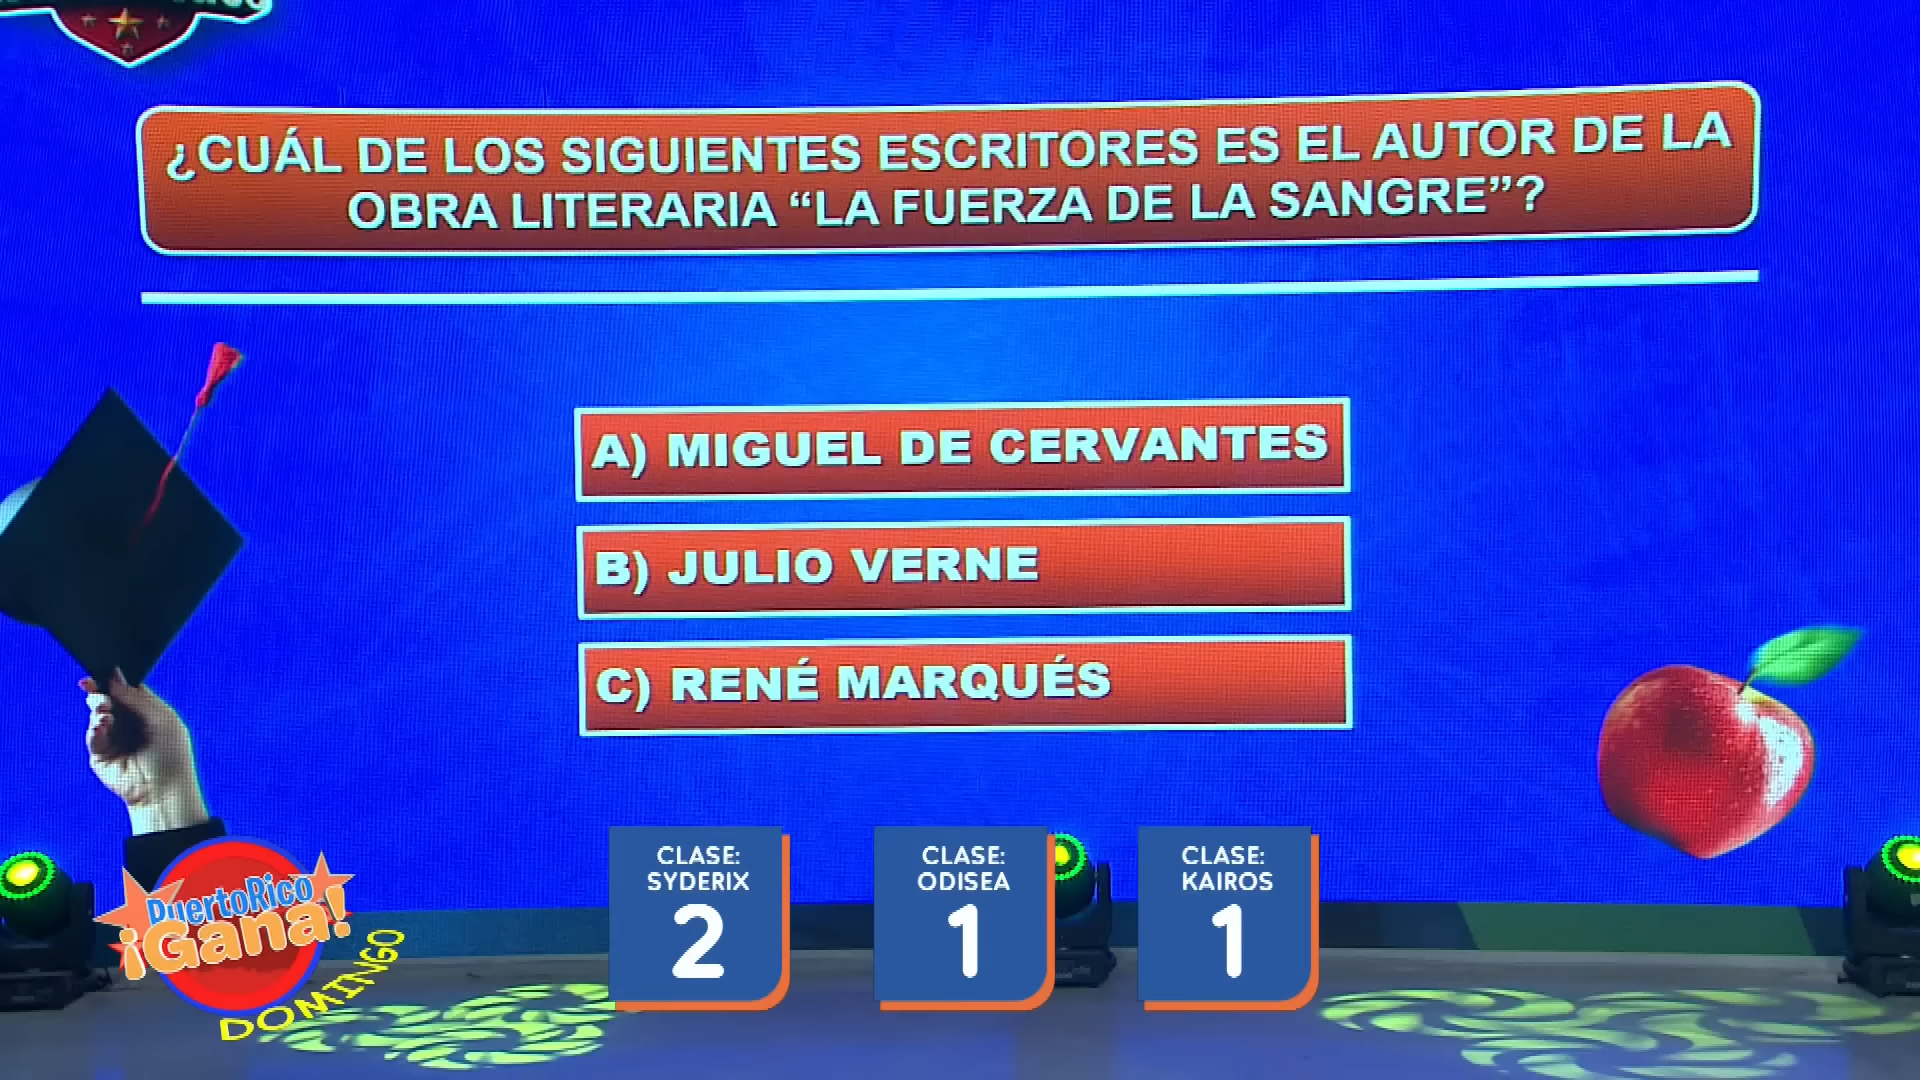 ¿CUÁL DE LOS SIGUIENTES ESCRITORES ES EL AUTOR DE LA
OBRA LITERARIA “LA FUERZA DE LA SANGRE”?
A) MIGUEL DE CERVANTES
B) JULIO VERNE
C) RENÉ MARQUÉS
CLASE:
SYDERIX
2
CLASE:
ODISEA
1
CLASE:
KAIROS
1
PuertoRico
¡Gana!
DOMINGO